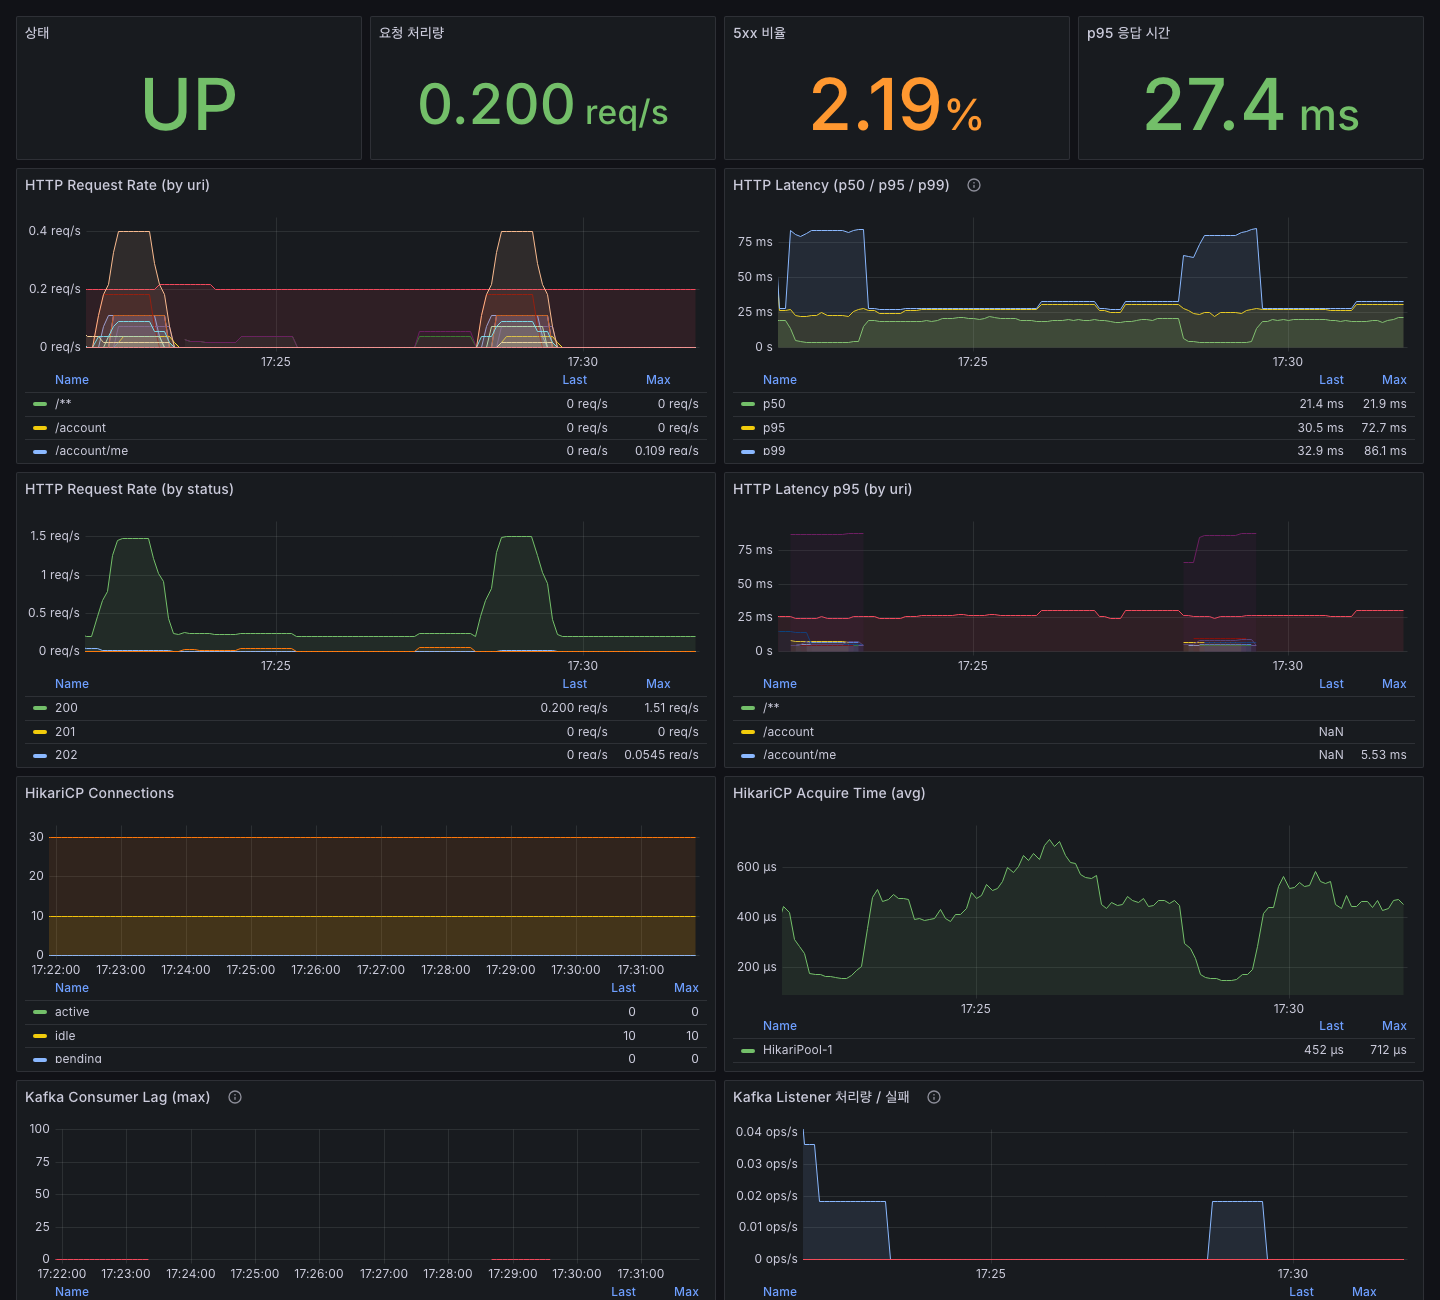 상태
UP
요청 처리량
0.200 req/s
5xx 비율
2.19%
p95 응답 시간
27.4 ms
HTTP Request Rate (by uri)
0.4 req/s
0.2 req/s
0 req/s
17:25 17:30
Name Last Max
/** 0 req/s 0 req/s
/account 0 req/s 0 req/s
/account/me 0 req/s 0.109 req/s
HTTP Latency (p50 / p95 / p99)
75 ms
50 ms
25 ms
0 s
17:25 17:30
Name Last Max
p50 21.4 ms 21.9 ms
p95 30.5 ms 72.7 ms
p99 32.9 ms 86.1 ms
HTTP Request Rate (by status)
1.5 req/s
1 req/s
0.5 req/s
0 req/s
17:25 17:30
Name Last Max
200 0.200 req/s 1.51 req/s
201 0 req/s 0 req/s
202 0 req/s 0.0545 req/s
HTTP Latency p95 (by uri)
75 ms
50 ms
25 ms
0 s
17:25 17:30
Name Last Max
/**
/account NaN
/account/me NaN 5.53 ms
HikariCP Connections
30
20
10
0
17:22:00 17:23:00 17:24:00 17:25:00 17:26:00 17:27:00 17:28:00 17:29:00 17:30:00 17:31:00
Name Last Max
active 0 0
idle 10 10
pending 0 0
HikariCP Acquire Time (avg)
600 µs
400 µs
200 µs
17:25 17:30
Name Last Max
HikariPool-1 452 µs 712 µs
Kafka Consumer Lag (max)
100
75
50
25
0
17:22:00 17:23:00 17:24:00 17:25:00 17:26:00 17:27:00 17:28:00 17:29:00 17:30:00 17:31:00
Name Last Max
Kafka Listener 처리량 / 실패
0.04 ops/s
0.03 ops/s
0.02 ops/s
0.01 ops/s
0 ops/s
17:25 17:30
Name Last Max